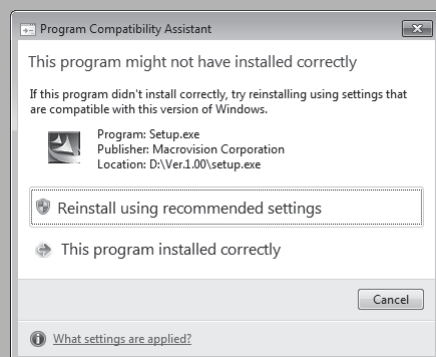 Program Compatibility Assistant
This program might not have installed correctly
If this program didn't install correctly, try reinstalling using settings that
are compatible with this version of Windows.
Program: Setup.exe
Publisher: Macrovision Corporation
Location: D:\Ver.1.00\setup.exe
Reinstall using recommended settings
This program installed correctly
Cancel
What settings are applied?